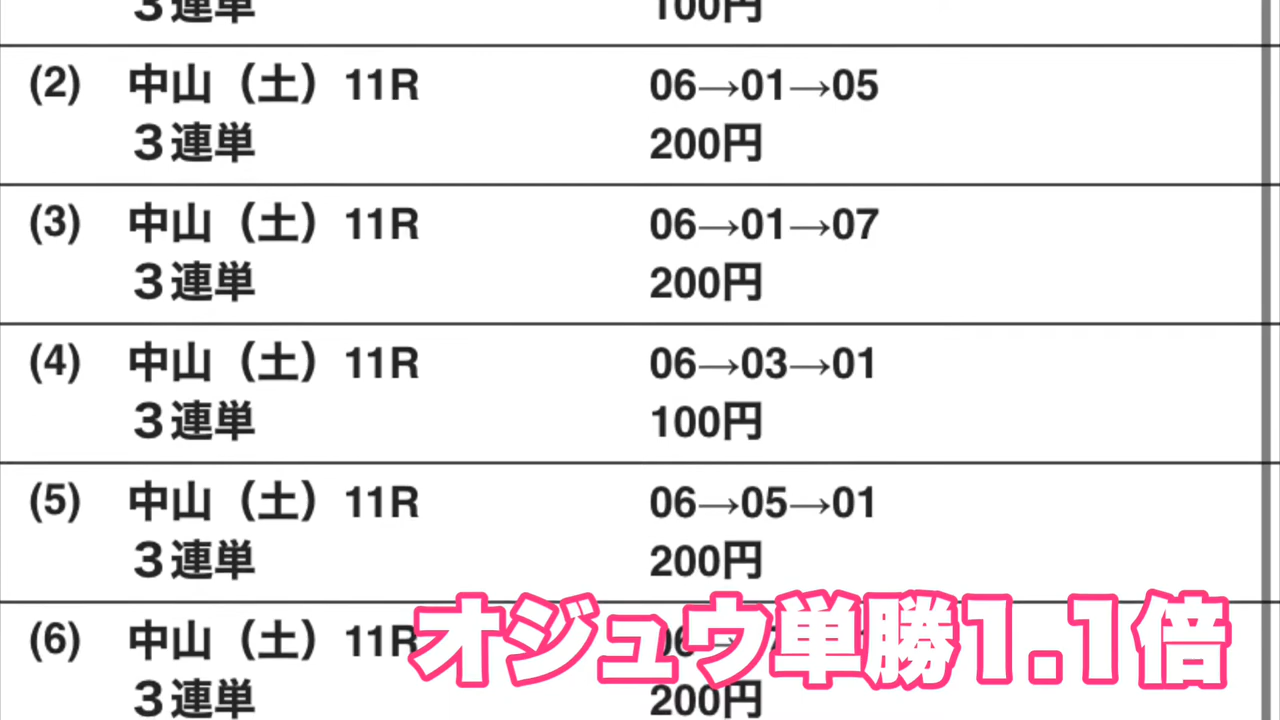 ３連単 100円
(2) 中山（土）11R 06→01→05
３連単 200円
(3) 中山（土）11R 06→01→07
３連単 200円
(4) 中山（土）11R 06→03→01
３連単 100円
(5) 中山（土）11R 06→05→01
３連単 200円
(6) 中山（土）11R
オジュウ単勝1.1倍
３連単 200円